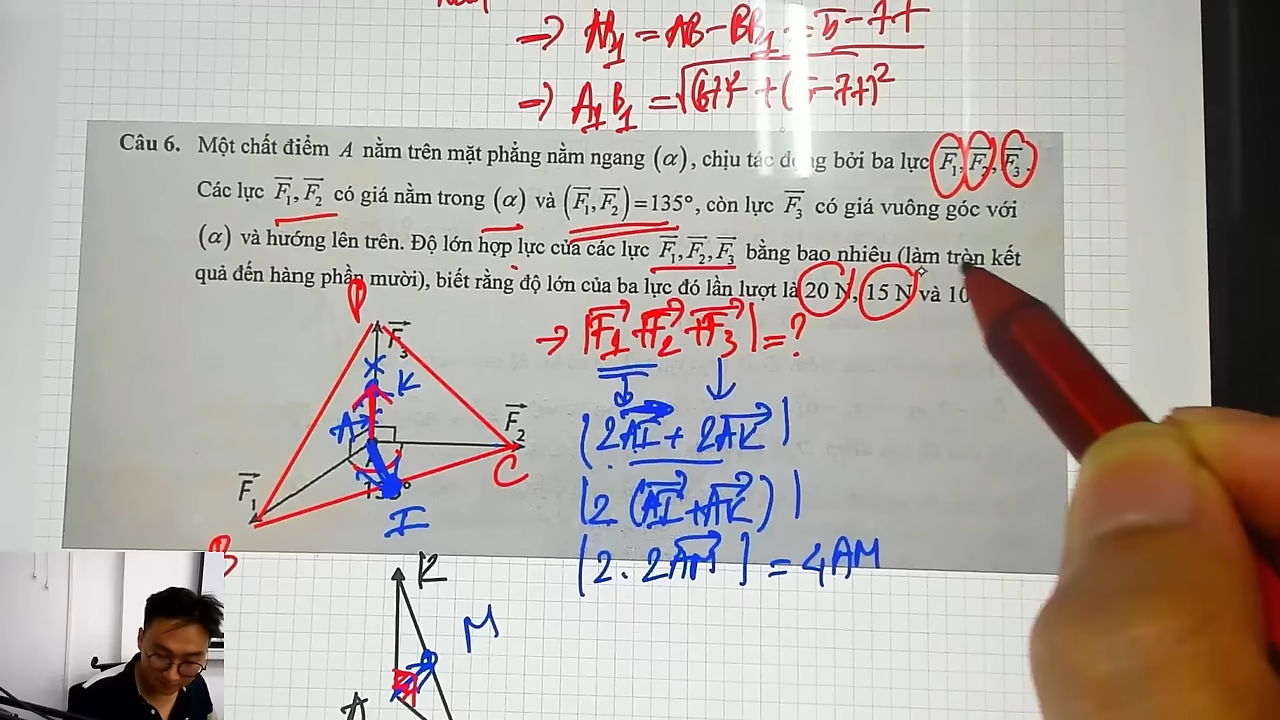 → AB₁ = AB − BB₁ = 5 − 7t
→ A₁B₁ =
Câu 6. Một chất điểm A nằm trên mặt phẳng nằm ngang (α), chịu tác động bởi ba lực F₁, F₂, F₃.
Các lực F₁, F₂ có giá nằm trong (α) và (F₁, F₂) = 135°, còn lực F₃ có giá vuông góc với
(α) và hướng lên trên. Độ lớn hợp lực của các lực F₁, F₂, F₃ bằng bao nhiêu (làm tròn kết
quả đến hàng phần mười), biết rằng độ lớn của ba lực đó lần lượt là 20 N, 15 N và 10
→ |F₁ + F₂ + F₃| = ?
F₃
K
A
F₂
C
F₁
I
|2AI + 2AK|
|2 (AI + AK)|
|2 . 2AM| = 4AM
B
K
M
A